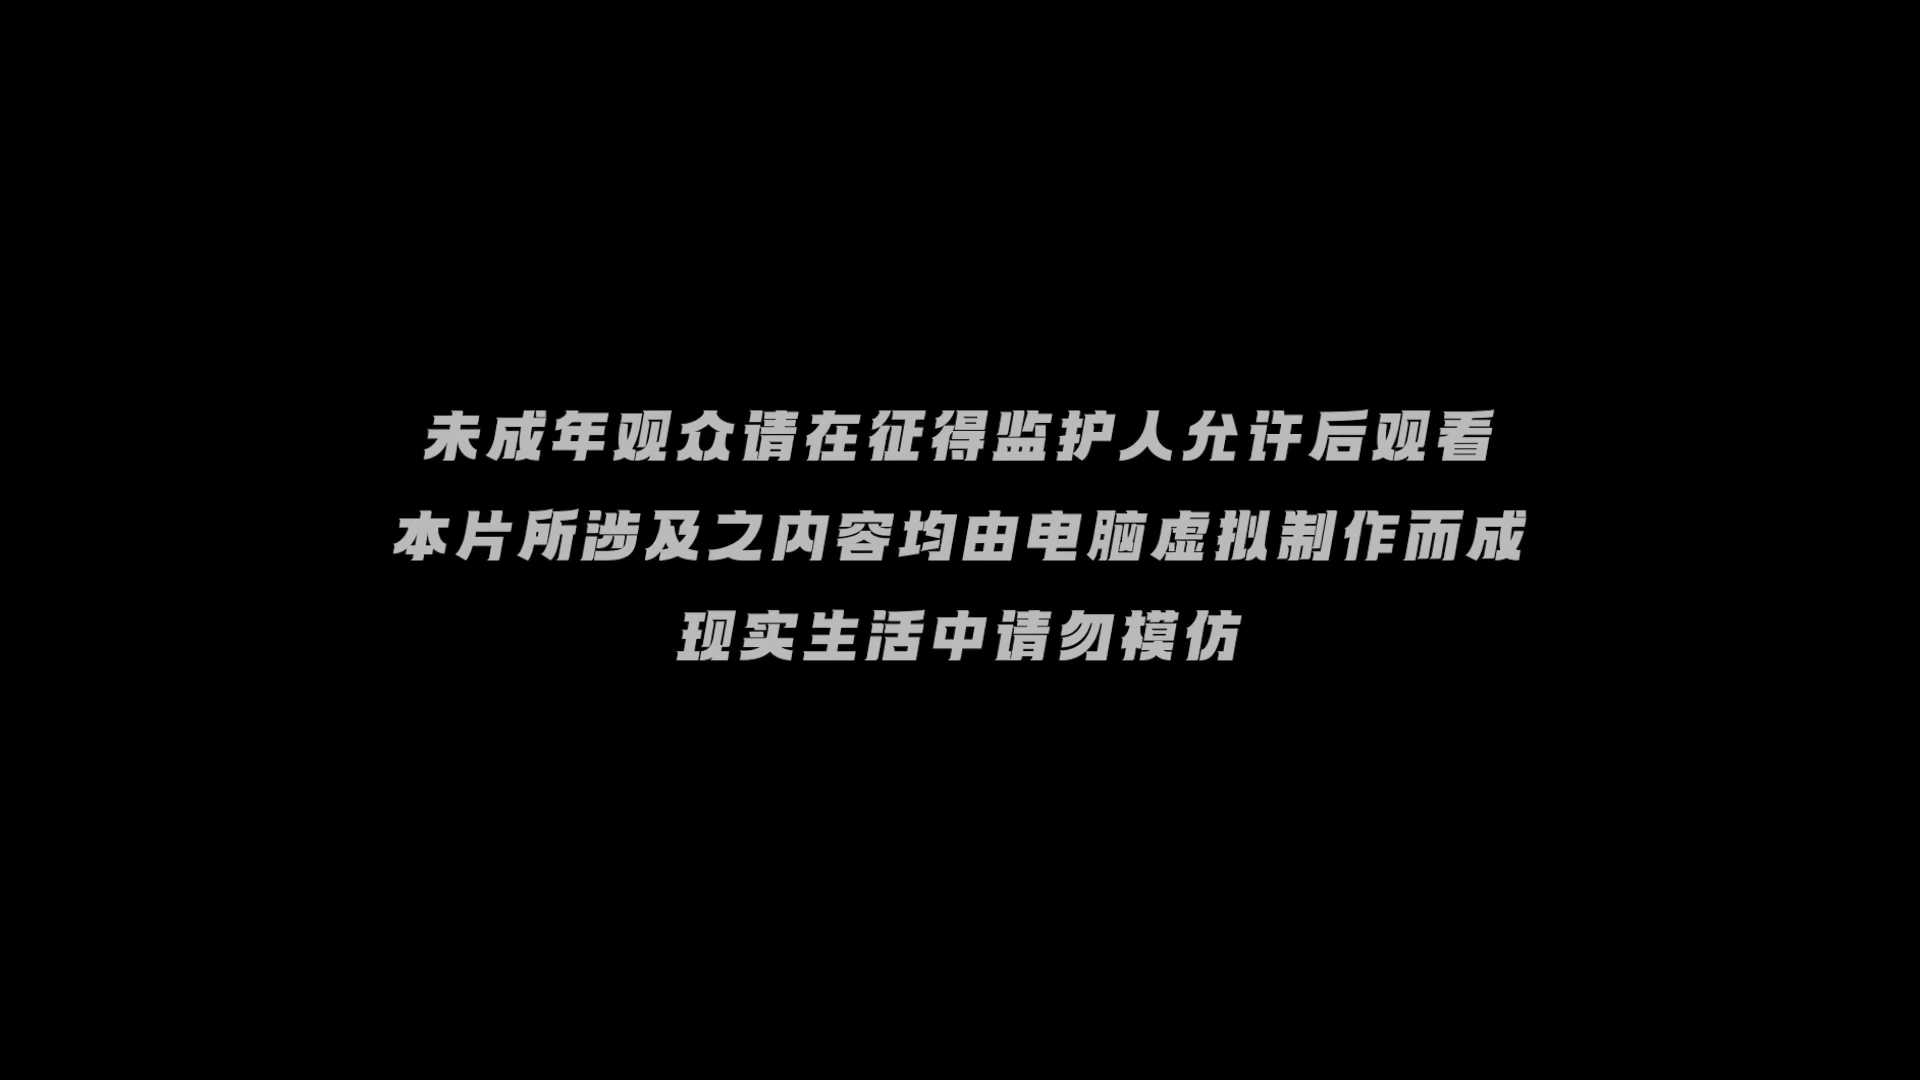 未成年观众请在征得监护人允许后观看
本片所涉及之内容均由电脑虚拟制作而成
现实生活中请勿模仿